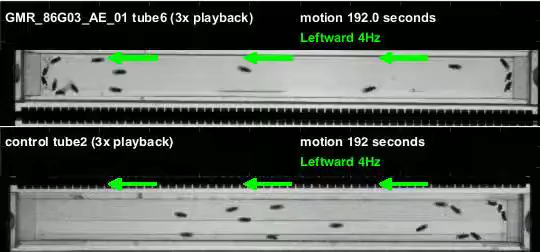 GMR_86G03_AE_01 tube6 (3x playback) motion 192.0 seconds
Leftward 4Hz
control tube2 (3x playback) motion 192 seconds
Leftward 4Hz